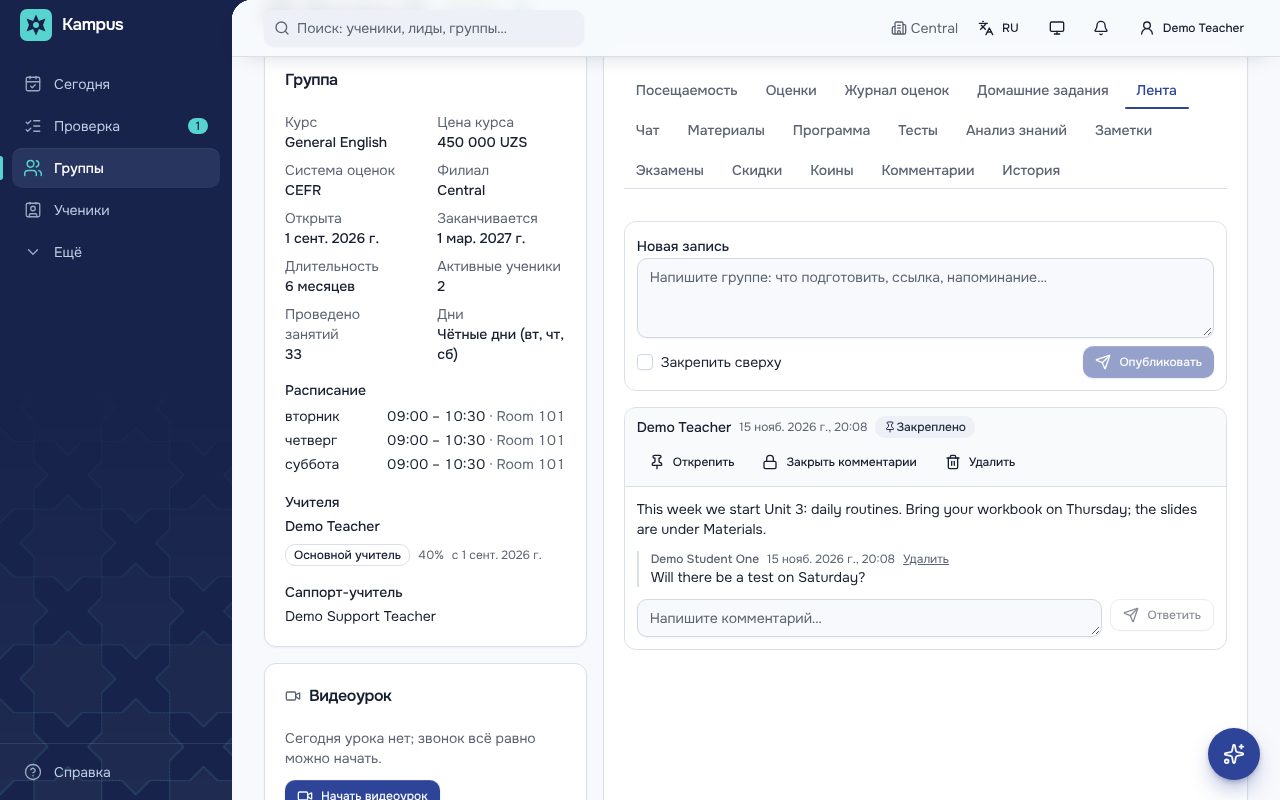 Kampus
Поиск: ученики, лиды, группы...
Central
RU
Demo Teacher
Сегодня
Проверка 1
Группы
Ученики
Ещё
Справка
Группа
Курс
General English
Цена курса
450 000 UZS
Система оценок
CEFR
Филиал
Central
Открыта
1 сент. 2026 г.
Заканчивается
1 мар. 2027 г.
Длительность
6 месяцев
Активные ученики
2
Проведено
занятий
33
Дни
Чётные дни (вт, чт,
сб)
Расписание
вторник 09:00 – 10:30 · Room 101
четверг 09:00 – 10:30 · Room 101
суббота 09:00 – 10:30 · Room 101
Учителя
Demo Teacher
Основной учитель 40% с 1 сент. 2026 г.
Саппорт-учитель
Demo Support Teacher
Видеоурок
Сегодня урока нет; звонок всё равно
можно начать.
Начать видеоурок
Посещаемость Оценки Журнал оценок Домашние задания Лента
Чат Материалы Программа Тесты Анализ знаний Заметки
Экзамены Скидки Коины Комментарии История
Новая запись
Напишите группе: что подготовить, ссылка, напоминание...
Закрепить сверху
Опубликовать
Demo Teacher 15 нояб. 2026 г., 20:08 Закреплено
Открепить Закрыть комментарии Удалить
This week we start Unit 3: daily routines. Bring your workbook on Thursday; the slides
are under Materials.
Demo Student One 15 нояб. 2026 г., 20:08 Удалить
Will there be a test on Saturday?
Напишите комментарий...
Ответить